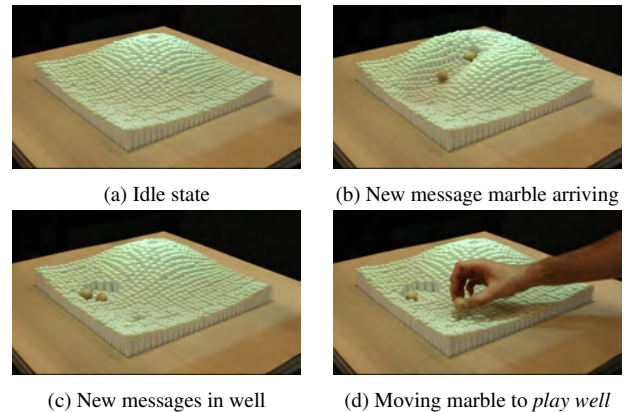 (a) Idle state
(b) New message marble arriving
(c) New messages in well
(d) Moving marble to play well